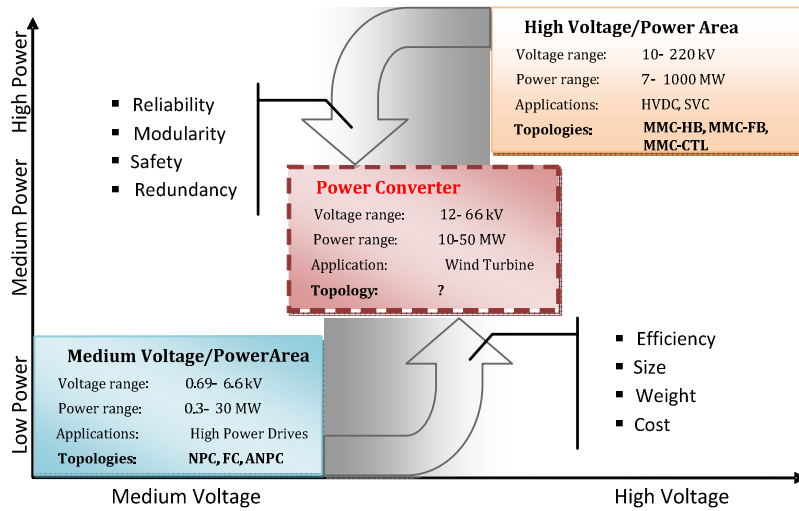 High Power
Medium Power
Low Power
High Voltage/Power Area
Voltage range: 10- 220 kV
Power range: 7- 1000 MW
Applications: HVDC, SVC
Topologies: MMC-HB, MMC-FB,
MMC-CTL
▪ Reliability
▪ Modularity
▪ Safety
▪ Redundancy
Power Converter
Voltage range: 12- 66 kV
Power range: 10-50 MW
Application: Wind Turbine
Topology: ?
▪ Efficiency
▪ Size
▪ Weight
▪ Cost
Medium Voltage/PowerArea
Voltage range: 0.69- 6.6 kV
Power range: 0.3- 30 MW
Applications: High Power Drives
Topologies: NPC, FC, ANPC
Medium Voltage
High Voltage